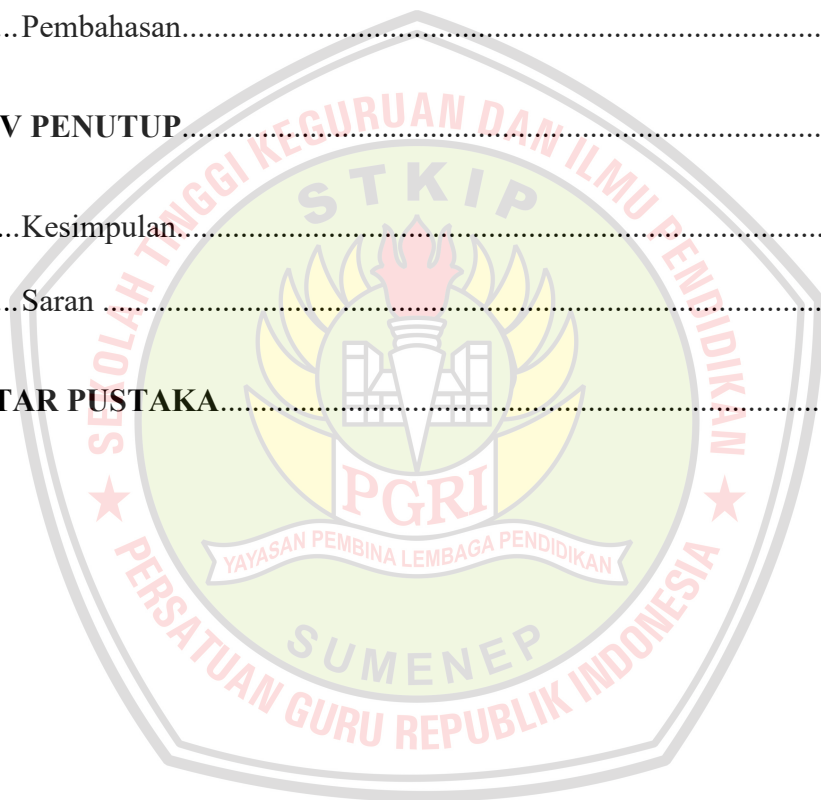 ...Pembahasan....................................................................................
V PENUTUP....................................................................................
...Kesimpulan....................................................................................
...Saran ....................................................................................
TAR PUSTAKA....................................................................................
SEKOLAH TINGGI KEGURUAN DAN ILMU PENDIDIKAN
STKIP
PGRI
YAYASAN PEMBINA LEMBAGA PENDIDIKAN
SUMENEP
PERSATUAN GURU REPUBLIK INDONESIA